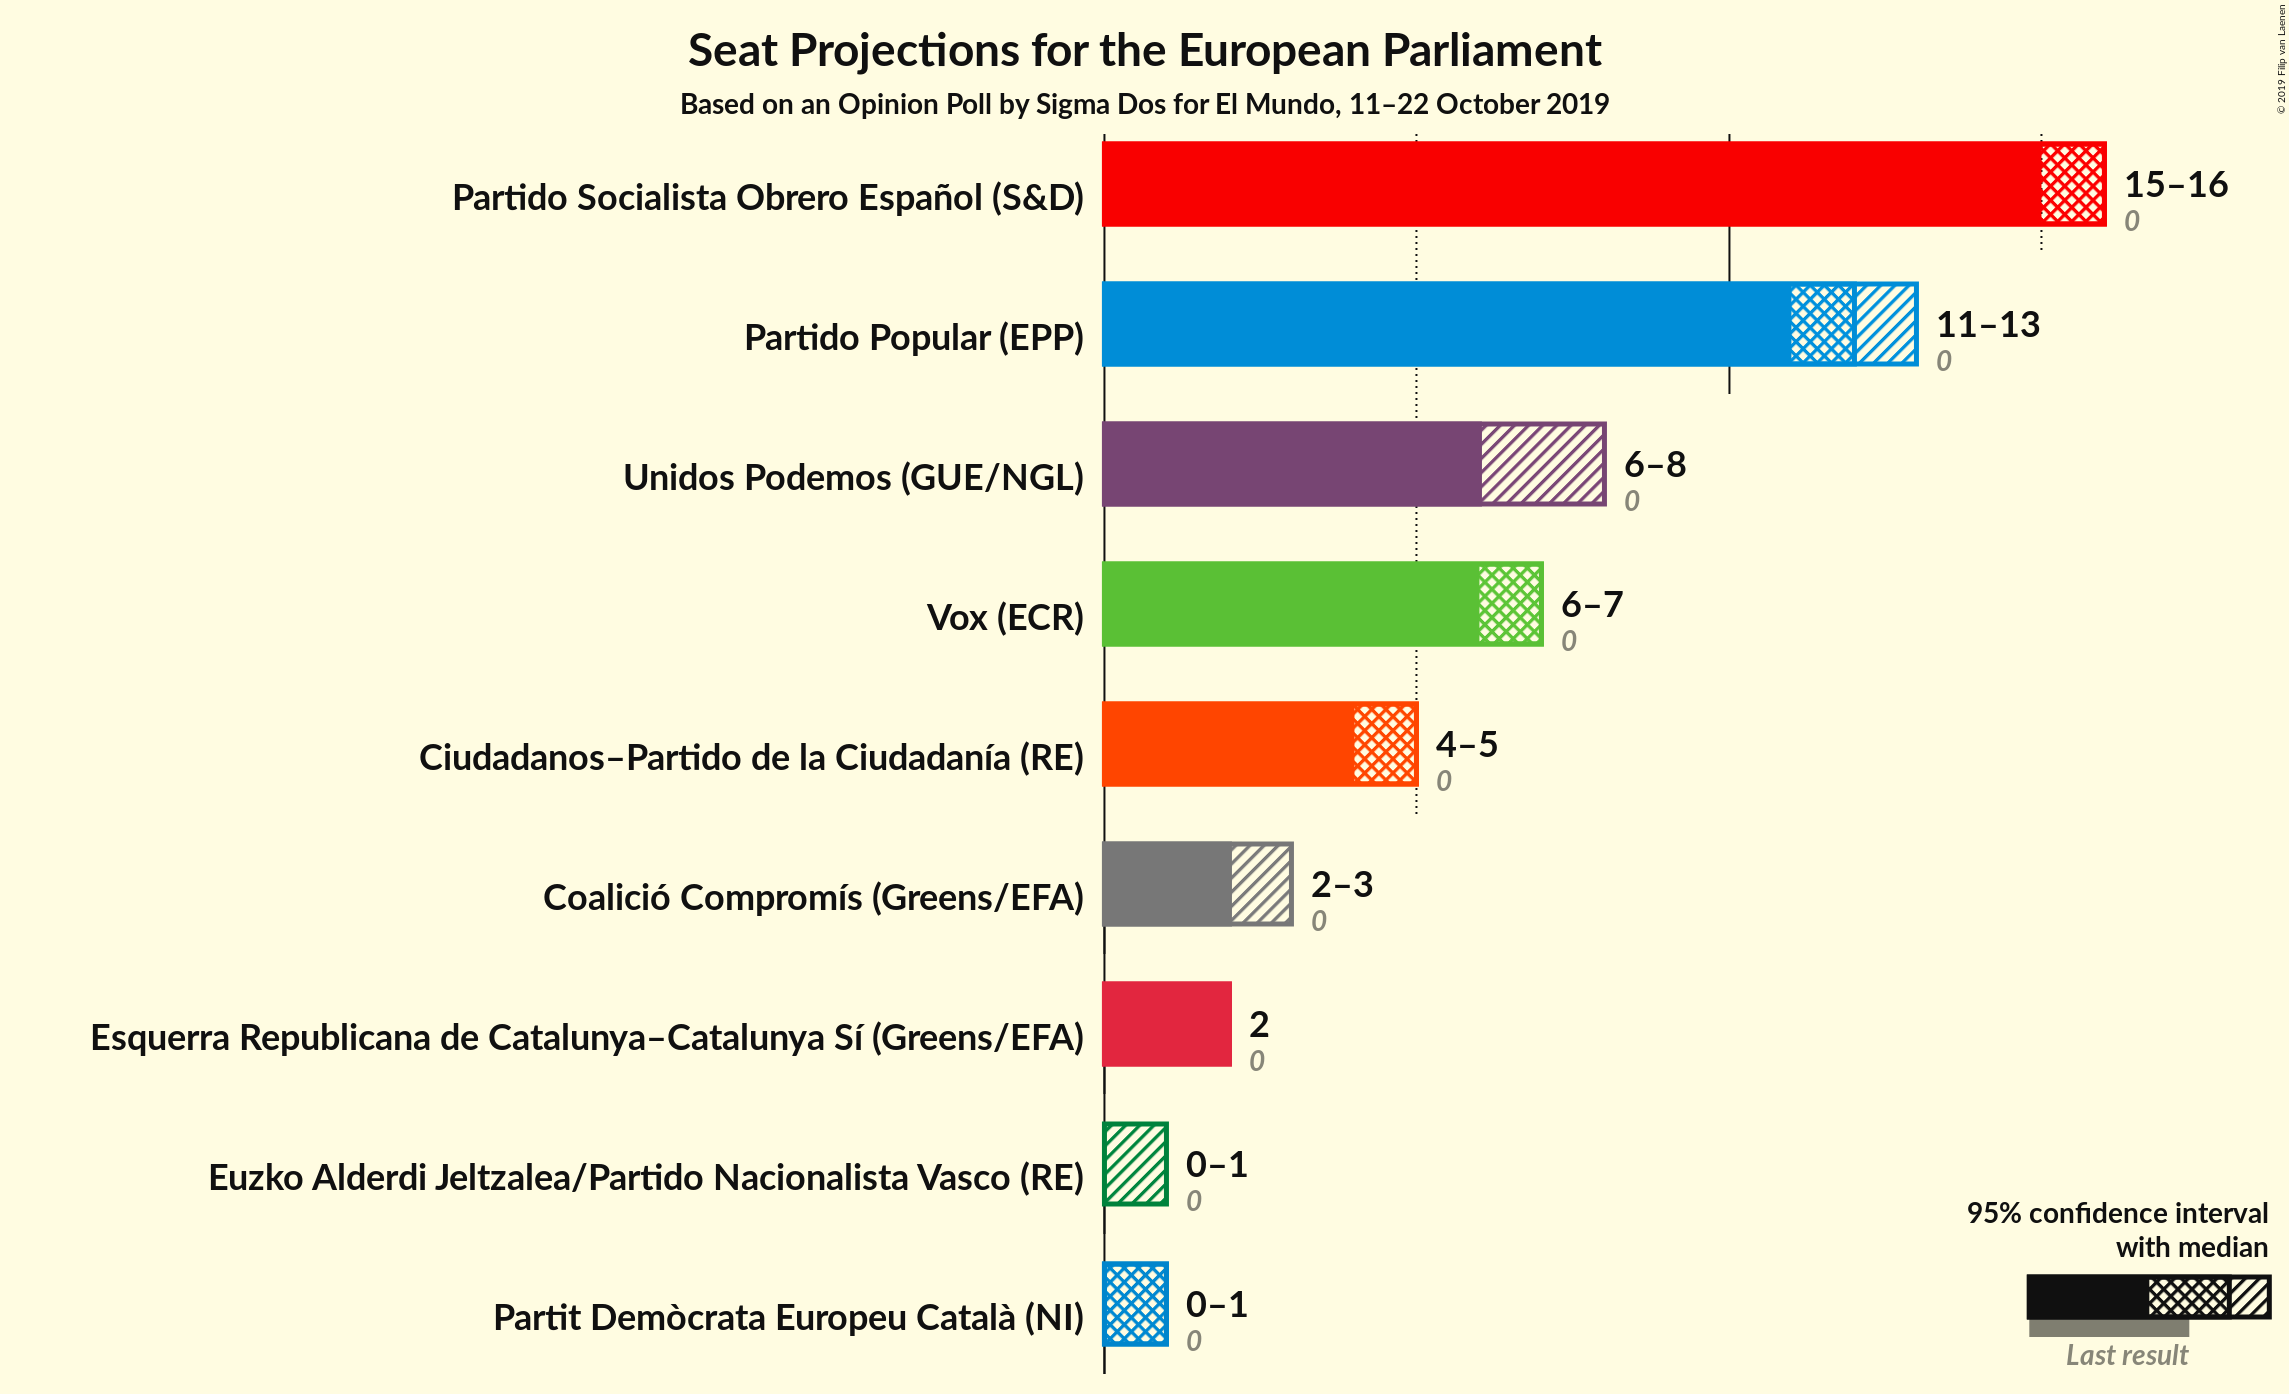 Seat Projections for the European Parliament
Based on an Opinion Poll by Sigma Dos for El Mundo, 11–22 October 2019
© 2019 Filip van Laenen
Partido Socialista Obrero Español (S&D)
15–16
0
Partido Popular (EPP)
11–13
0
Unidos Podemos (GUE/NGL)
6–8
0
Vox (ECR)
6–7
0
Ciudadanos–Partido de la Ciudadanía (RE)
4–5
0
Coalició Compromís (Greens/EFA)
2–3
0
Esquerra Republicana de Catalunya–Catalunya Sí (Greens/EFA)
2
0
Euzko Alderdi Jeltzalea/Partido Nacionalista Vasco (RE)
0–1
0
Partit Demòcrata Europeu Català (NI)
0–1
0
95% confidence interval
with median
Last result